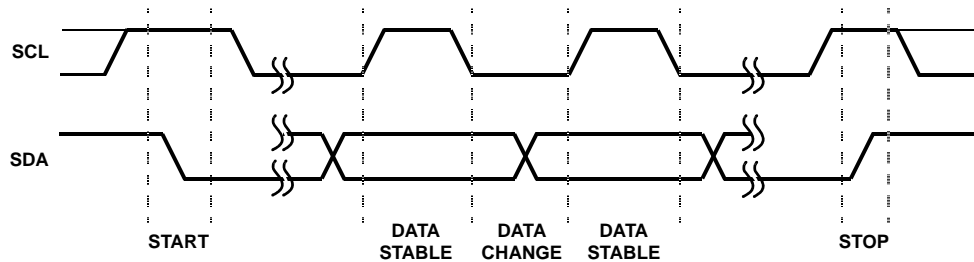 SCL
SDA
START
DATA
STABLE
DATA
CHANGE
DATA
STABLE
STOP